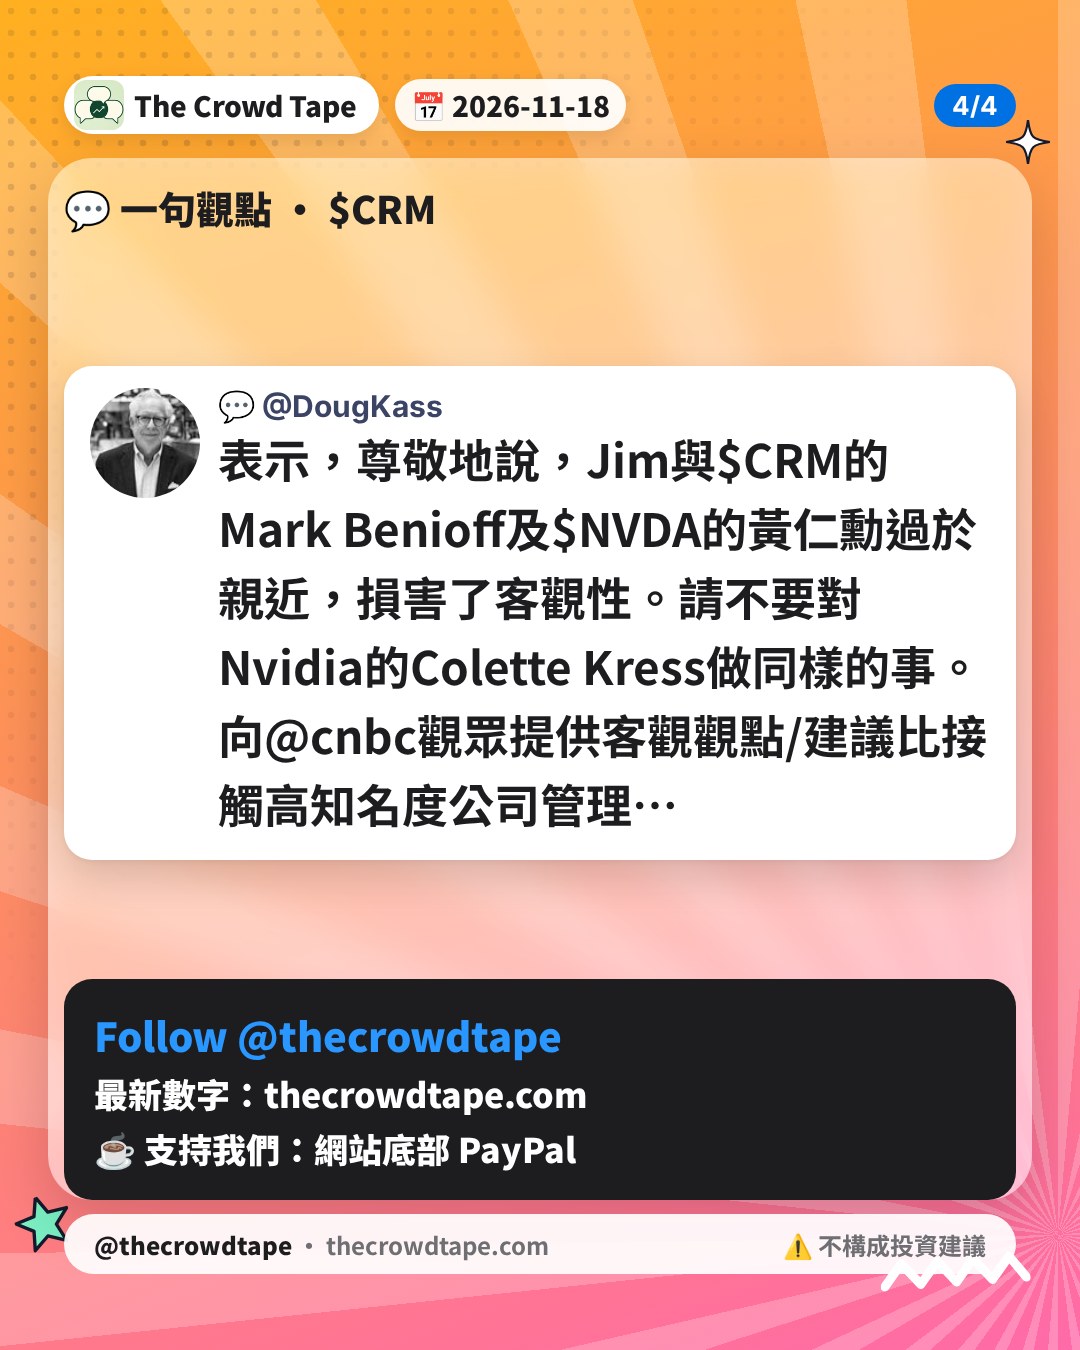 The Crowd Tape
2026-11-18
4/4
💬 一句觀點 · $CRM
💬 @DougKass
表示，尊敬地說，Jim與$CRM的
Mark Benioff及$NVDA的黃仁勳過於
親近，損害了客觀性。請不要對
Nvidia的Colette Kress做同樣的事。
向@cnbc觀眾提供客觀觀點/建議比接
觸高知名度公司管理…
Follow @thecrowdtape
最新數字：thecrowdtape.com
☕ 支持我們：網站底部 PayPal
@thecrowdtape · thecrowdtape.com
⚠️ 不構成投資建議